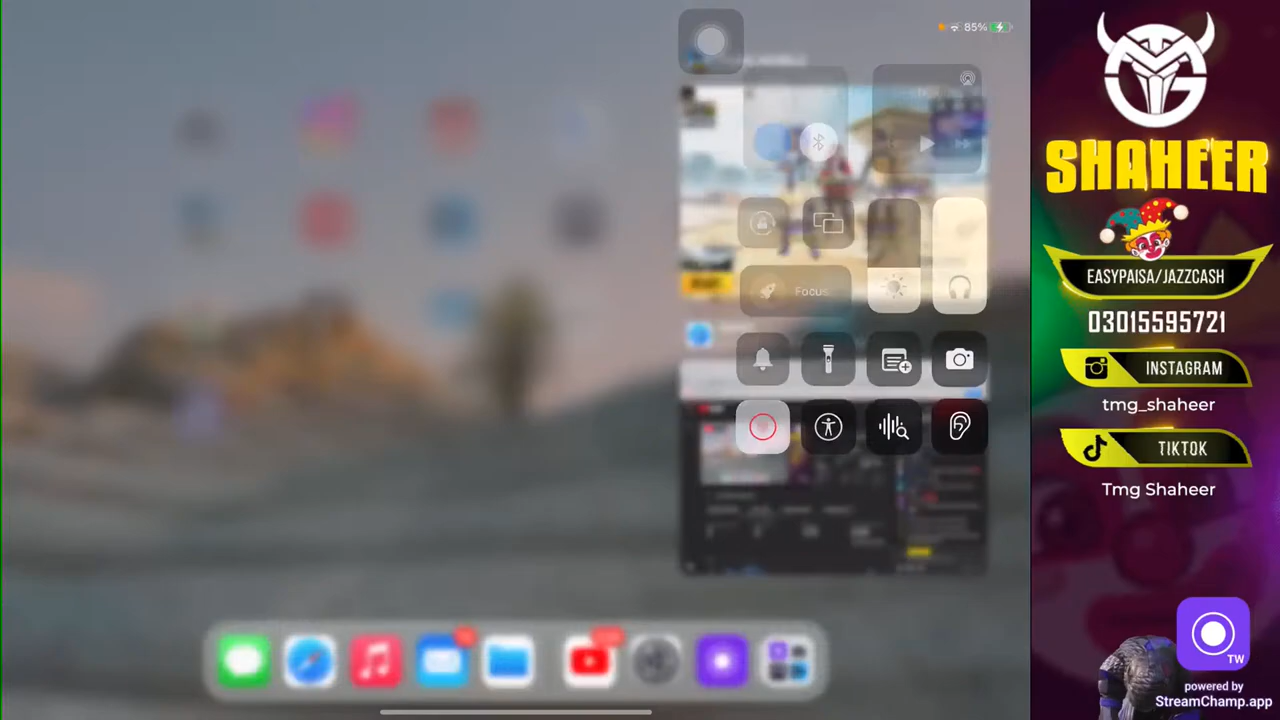 85%
Focus
SHAHEER
EASYPAISA/JAZZCASH
03015595721
INSTAGRAM
tmg_shaheer
TIKTOK
Tmg Shaheer
TW
powered by
StreamChamp.app